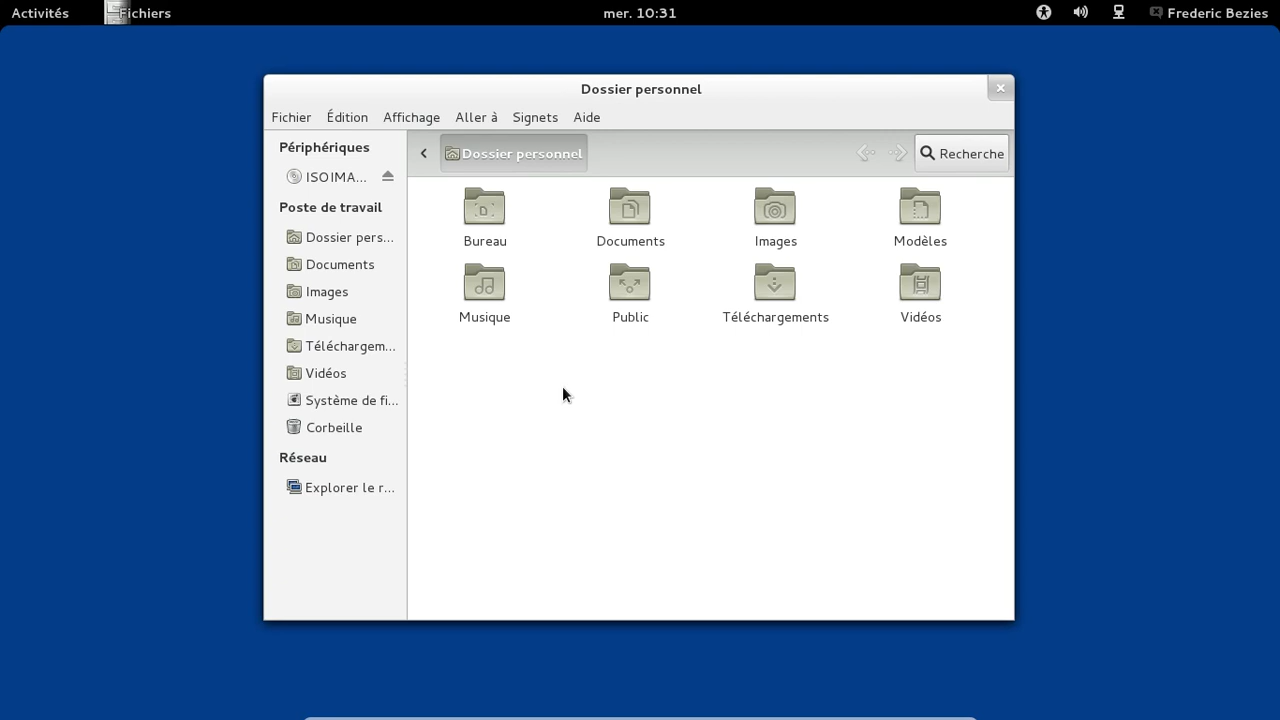 Activités Fichiers mer. 10:31 Frederic Bezies
Dossier personnel
Fichier Édition Affichage Aller à Signets Aide
Périphériques
ISOIMA...
Poste de travail
Dossier pers...
Documents
Images
Musique
Télécharge​m...
Vidéos
Système de fi...
Corbeille
Réseau
Explorer le r...
Dossier personnel Recherche
Bureau Documents Images Modèles
Musique Public Téléchargements Vidéos